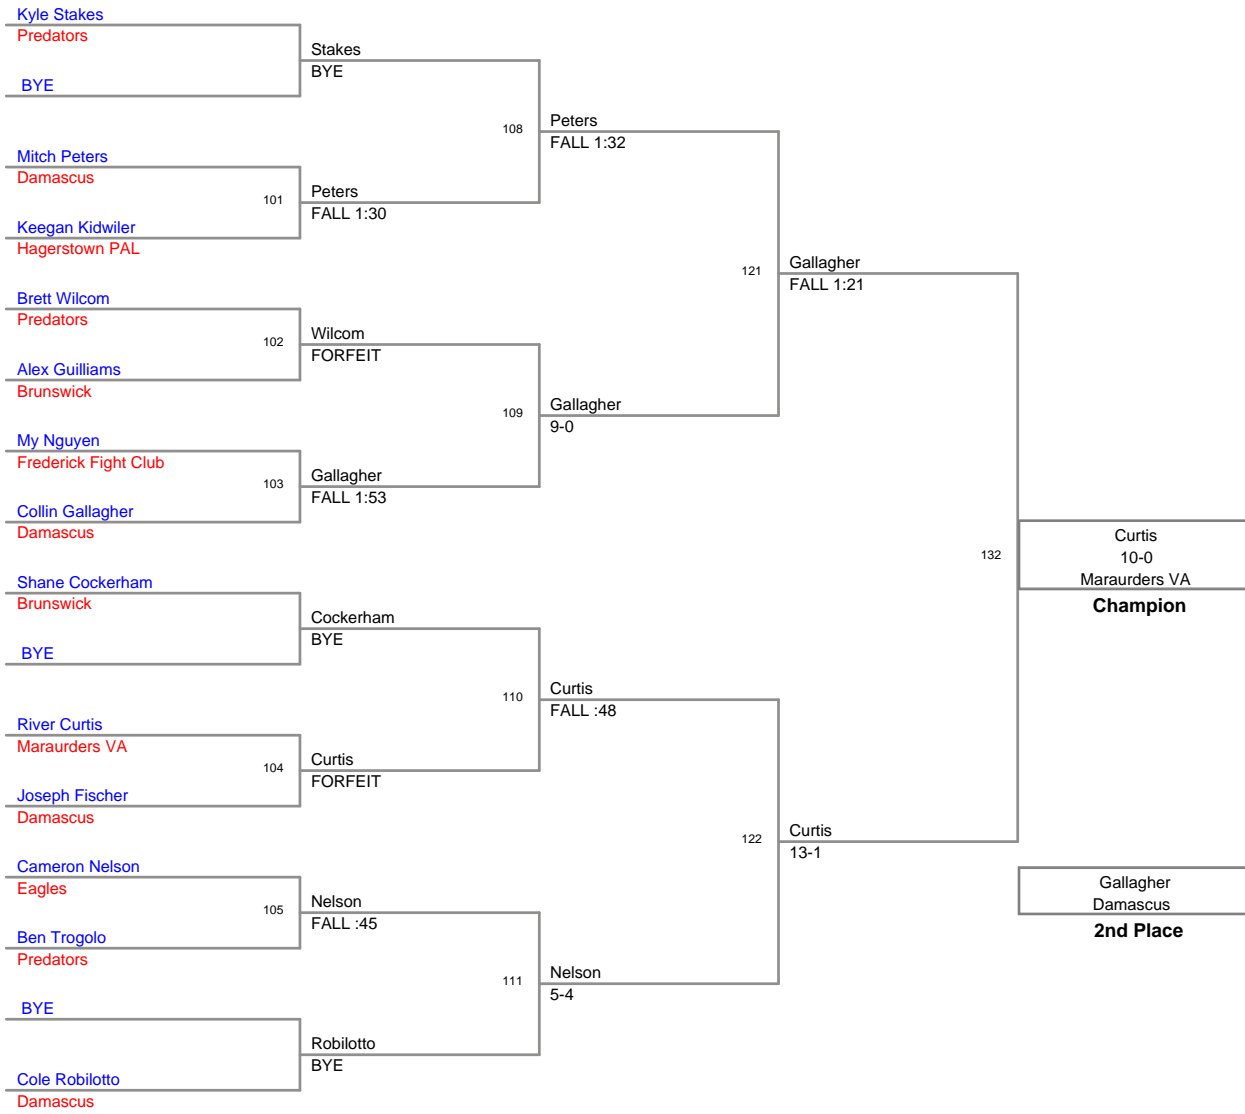 Kyle Stakes
Predators
BYE
Stakes
BYE
Mitch Peters
Damascus
101
Keegan Kidwiler
Hagerstown PAL
Peters
FALL 1:30
108
Peters
FALL 1:32
Brett Wilcom
Predators
102
Alex Guilliams
Brunswick
Wilcom
FORFEIT
My Nguyen
Frederick Fight Club
103
Collin Gallagher
Damascus
Gallagher
FALL 1:53
109
Gallagher
9-0
121
Gallagher
FALL 1:21
Shane Cockerham
Brunswick
BYE
Cockerham
BYE
River Curtis
Maraurders VA
104
Joseph Fischer
Damascus
Curtis
FORFEIT
110
Curtis
FALL :48
Cameron Nelson
Eagles
105
Ben Trogolo
Predators
Nelson
FALL :45
BYE
Cole Robilotto
Damascus
Robilotto
BYE
111
Nelson
5-4
122
Curtis
13-1
132
Curtis
10-0
Maraurders VA
Champion
Gallagher
Damascus
2nd Place